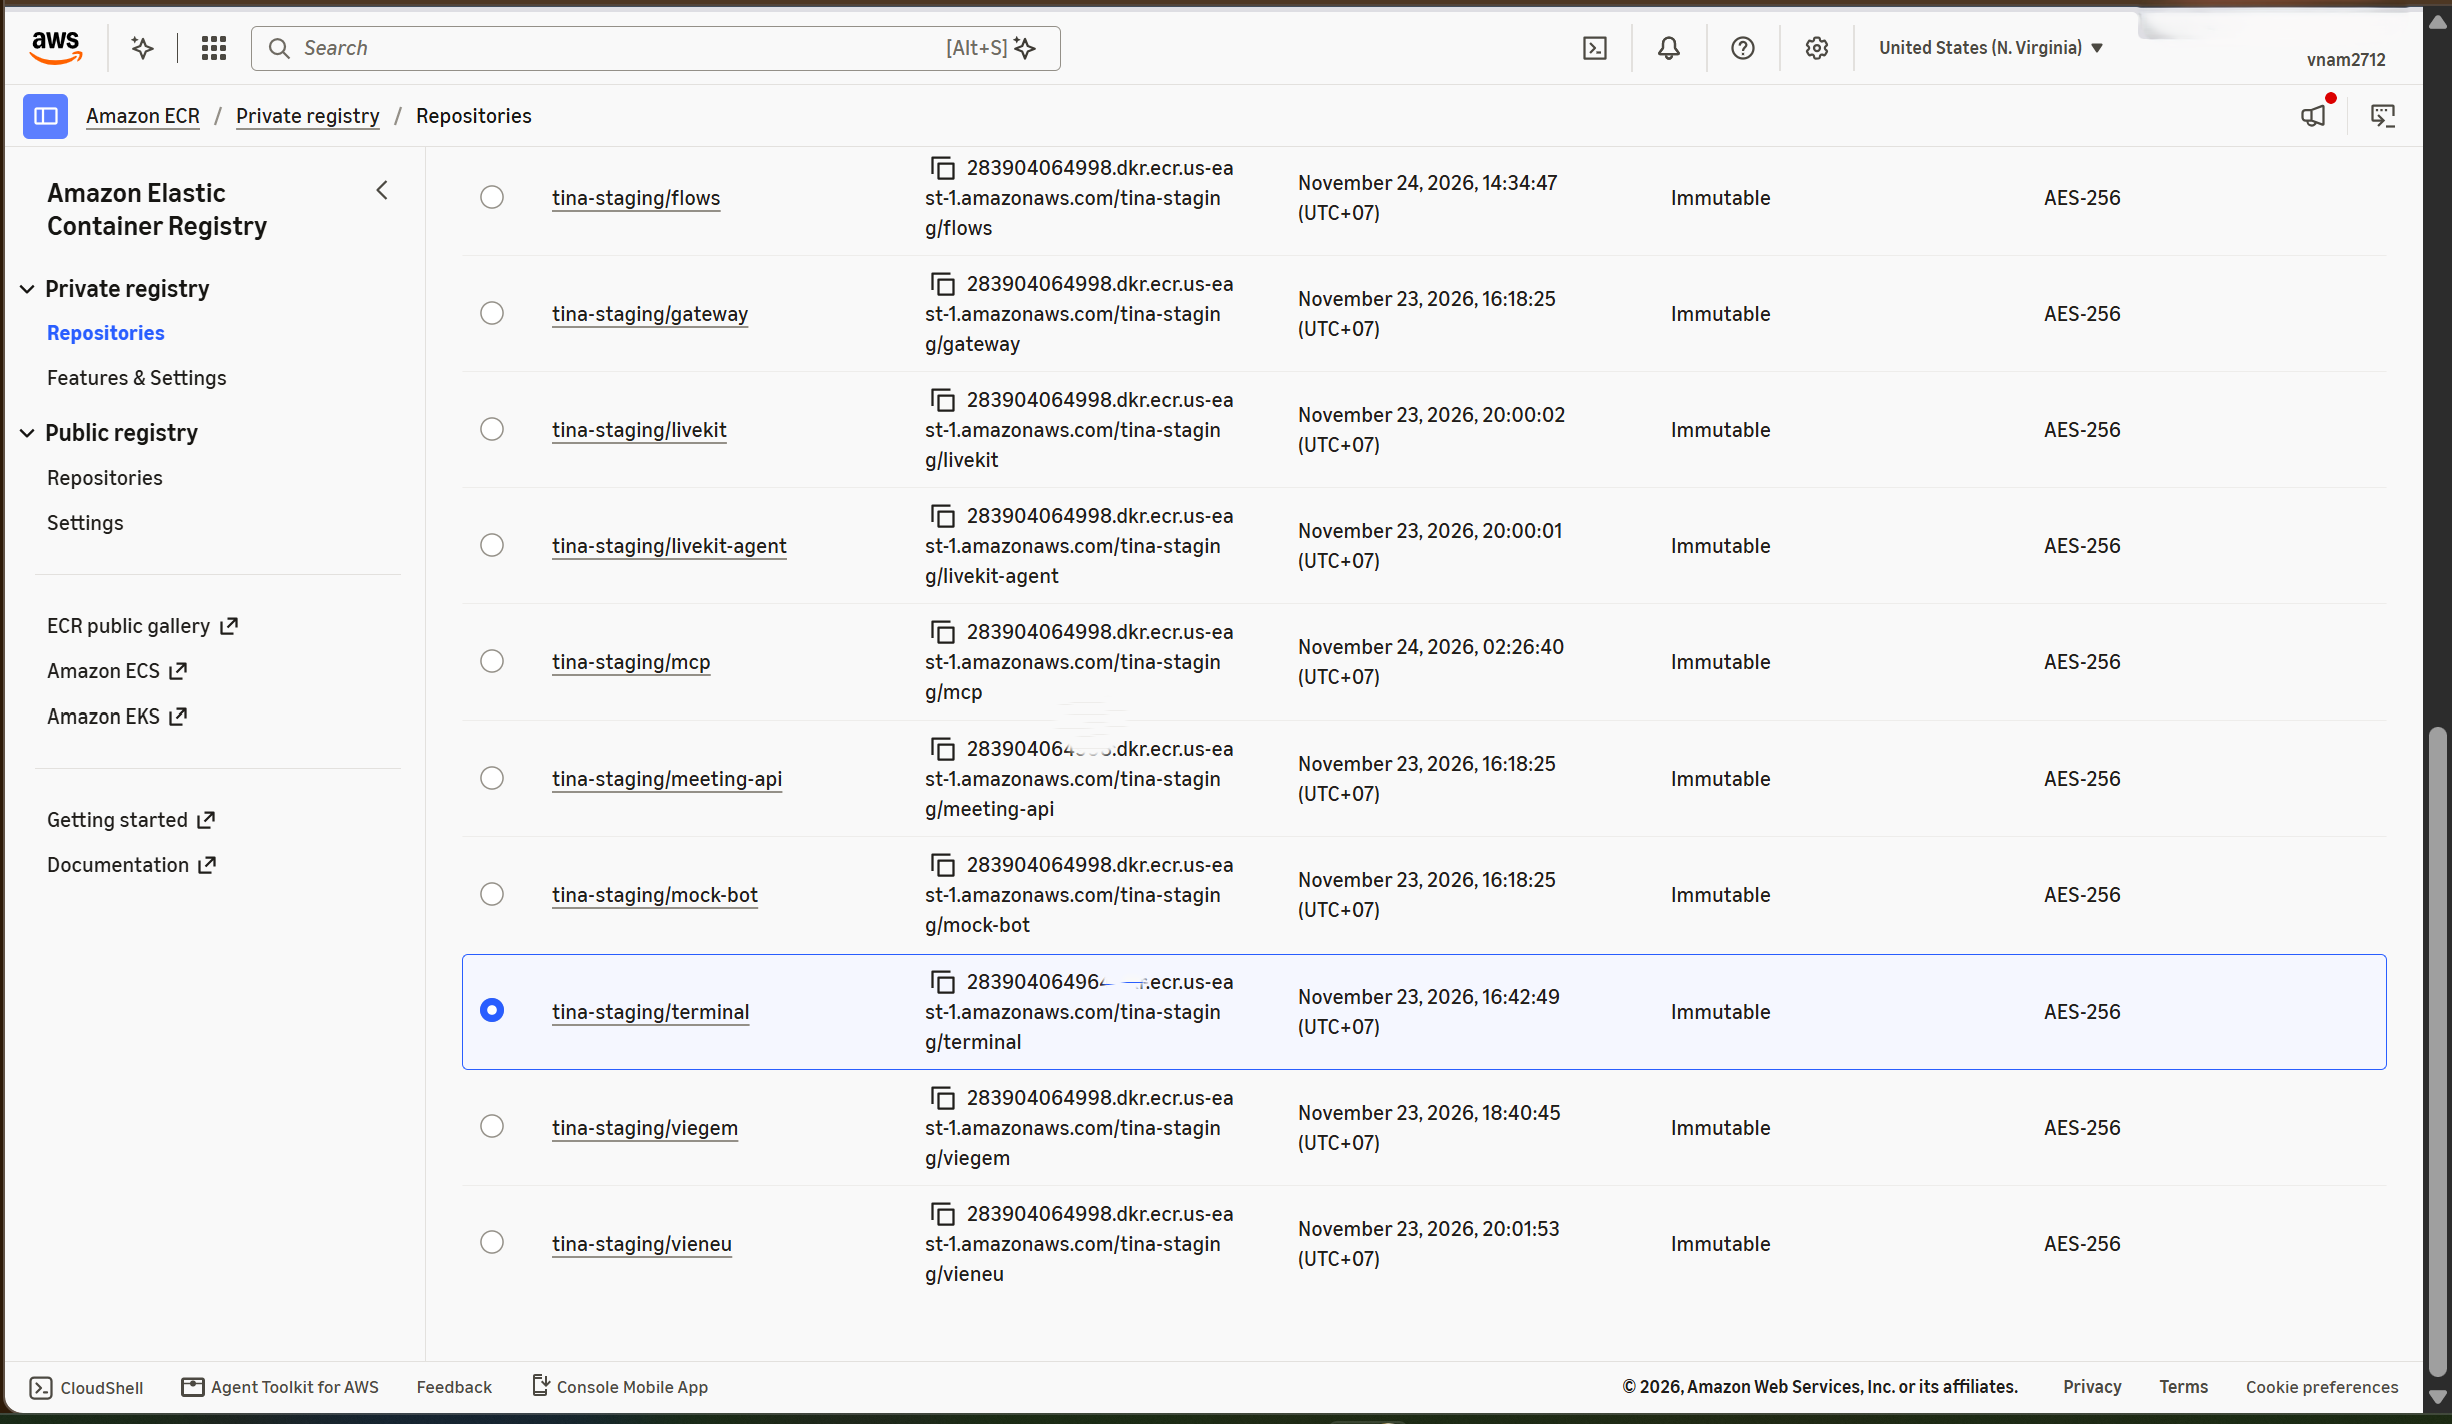 aws
Search
[Alt+S]
United States (N. Virginia)
vnam2712
Amazon ECR / Private registry / Repositories
Amazon Elastic
Container Registry
Private registry
Repositories
Features & Settings
Public registry
Repositories
Settings
ECR public gallery
Amazon ECS
Amazon EKS
Getting started
Documentation
tina-staging/flows
283904064998.dkr.ecr.us-ea
st-1.amazonaws.com/tina-stagin
g/flows
November 24, 2026, 14:34:47
(UTC+07)
Immutable
AES-256
tina-staging/gateway
283904064998.dkr.ecr.us-ea
st-1.amazonaws.com/tina-stagin
g/gateway
November 23, 2026, 16:18:25
(UTC+07)
Immutable
AES-256
tina-staging/livekit
283904064998.dkr.ecr.us-ea
st-1.amazonaws.com/tina-stagin
g/livekit
November 23, 2026, 20:00:02
(UTC+07)
Immutable
AES-256
tina-staging/livekit-agent
283904064998.dkr.ecr.us-ea
st-1.amazonaws.com/tina-stagin
g/livekit-agent
November 23, 2026, 20:00:01
(UTC+07)
Immutable
AES-256
tina-staging/mcp
283904064998.dkr.ecr.us-ea
st-1.amazonaws.com/tina-stagin
g/mcp
November 24, 2026, 02:26:40
(UTC+07)
Immutable
AES-256
tina-staging/meeting-api
st-1.amazonaws.com/tina-stagin
g/meeting-api
November 23, 2026, 16:18:25
(UTC+07)
Immutable
AES-256
tina-staging/mock-bot
283904064998.dkr.ecr.us-ea
st-1.amazonaws.com/tina-stagin
g/mock-bot
November 23, 2026, 16:18:25
(UTC+07)
Immutable
AES-256
tina-staging/terminal
st-1.amazonaws.com/tina-stagin
g/terminal
November 23, 2026, 16:42:49
(UTC+07)
Immutable
AES-256
tina-staging/viegem
283904064998.dkr.ecr.us-ea
st-1.amazonaws.com/tina-stagin
g/viegem
November 23, 2026, 18:40:45
(UTC+07)
Immutable
AES-256
tina-staging/vieneu
283904064998.dkr.ecr.us-ea
st-1.amazonaws.com/tina-stagin
g/vieneu
November 23, 2026, 20:01:53
(UTC+07)
Immutable
AES-256
CloudShell
Agent Toolkit for AWS
Feedback
Console Mobile App
© 2026, Amazon Web Services, Inc. or its affiliates.
Privacy
Terms
Cookie preferences